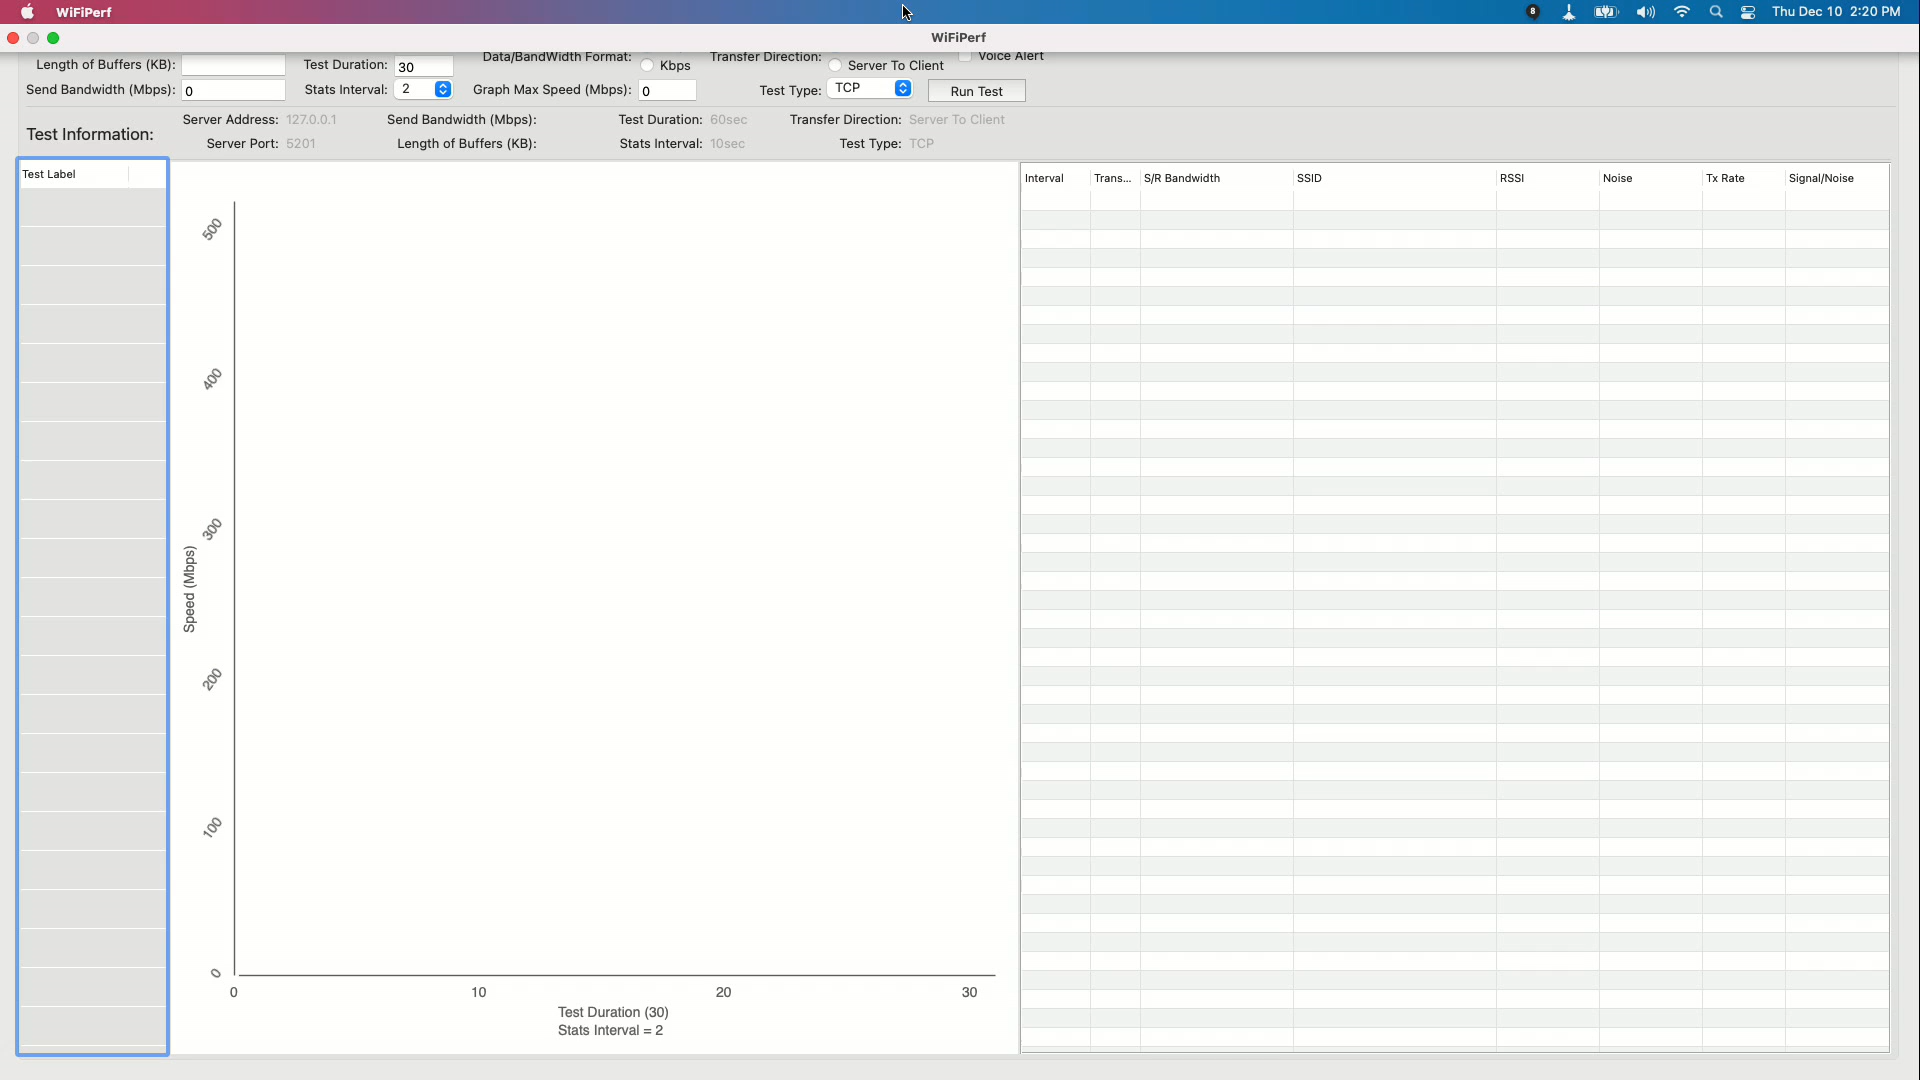 WiFiPerf
8
Thu Dec 10 2:20 PM
WiFiPerf
Length of Buffers (KB):
Test Duration: 30
Data/BandWidth Format:
Kbps
Transfer Direction:
Server To Client
Voice Alert
Send Bandwidth (Mbps): 0
Stats Interval: 2
Graph Max Speed (Mbps): 0
Test Type: TCP
Run Test
Test Information:
Server Address: 127.0.0.1
Send Bandwidth (Mbps):
Test Duration: 60sec
Transfer Direction: Server To Client
Server Port: 5201
Length of Buffers (KB):
Stats Interval: 10sec
Test Type: TCP
Test Label
Interval
Trans...
S/R Bandwidth
SSID
RSSI
Noise
Tx Rate
Signal/Noise
500
400
300
200
100
0
Speed (Mbps)
0
10
20
30
Test Duration (30)
Stats Interval = 2